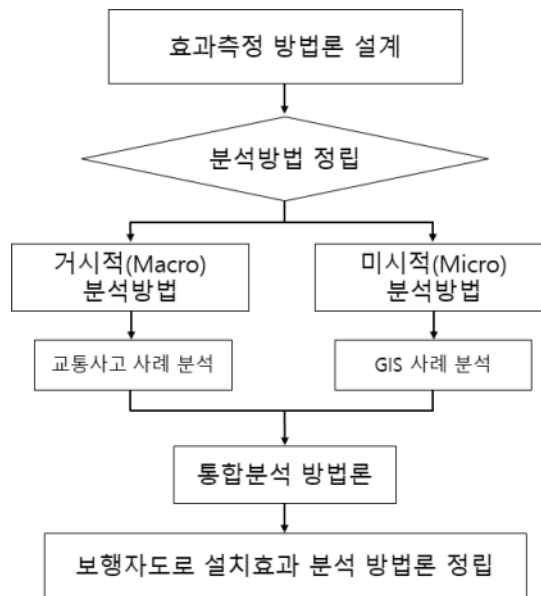 효과측정 방법론 설계
분석방법 정립
거시적(Macro)
분석방법
미시적(Micro)
분석방법
교통사고 사례 분석
GIS 사례 분석
통합분석 방법론
보행자도로 설치효과 분석 방법론 정립